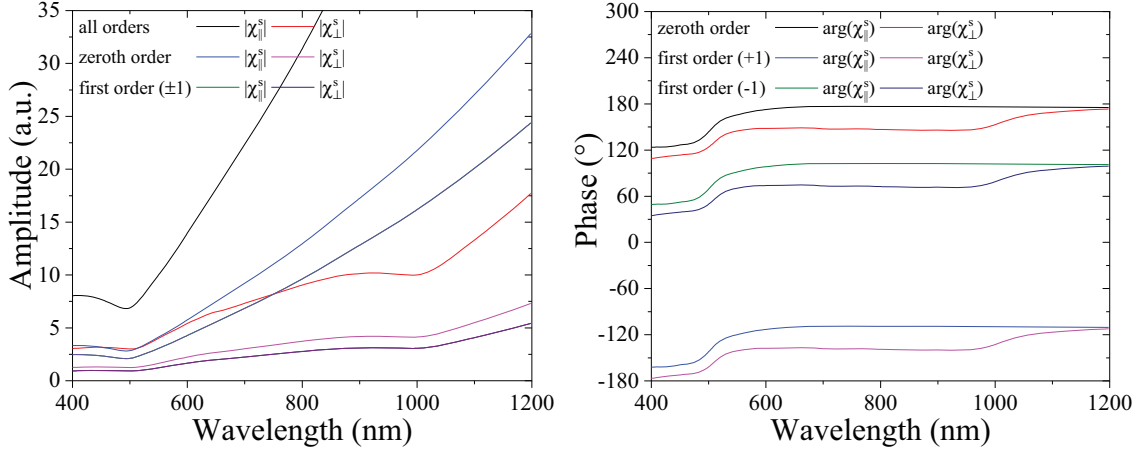 all orders |χ∥ˢ| |χ⊥ˢ|
zeroth order |χ∥ˢ| |χ⊥ˢ|
first order (±1) |χ∥ˢ| |χ⊥ˢ|
35
30
25
20
15
10
5
0
Amplitude (a.u.)
400 600 800 1000 1200
Wavelength (nm)
zeroth order arg(χ∥ˢ) arg(χ⊥ˢ)
first order (+1) arg(χ∥ˢ) arg(χ⊥ˢ)
first order (-1) arg(χ∥ˢ) arg(χ⊥ˢ)
300
240
180
120
60
0
-60
-120
-180
Phase (°)
400 600 800 1000 1200
Wavelength (nm)